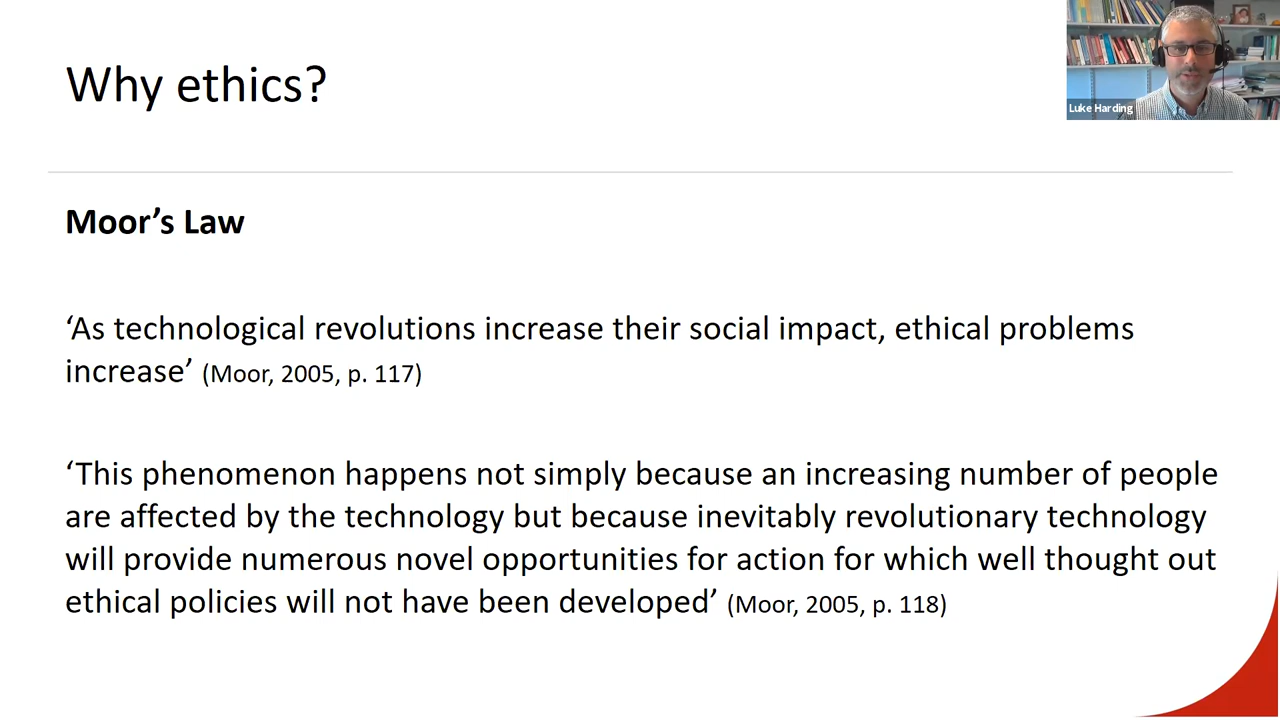 Why ethics?
Luke Harding
Moor’s Law
‘As technological revolutions increase their social impact, ethical problems
increase’ (Moor, 2005, p. 117)
‘This phenomenon happens not simply because an increasing number of people
are affected by the technology but because inevitably revolutionary technology
will provide numerous novel opportunities for action for which well thought out
ethical policies will not have been developed’ (Moor, 2005, p. 118)